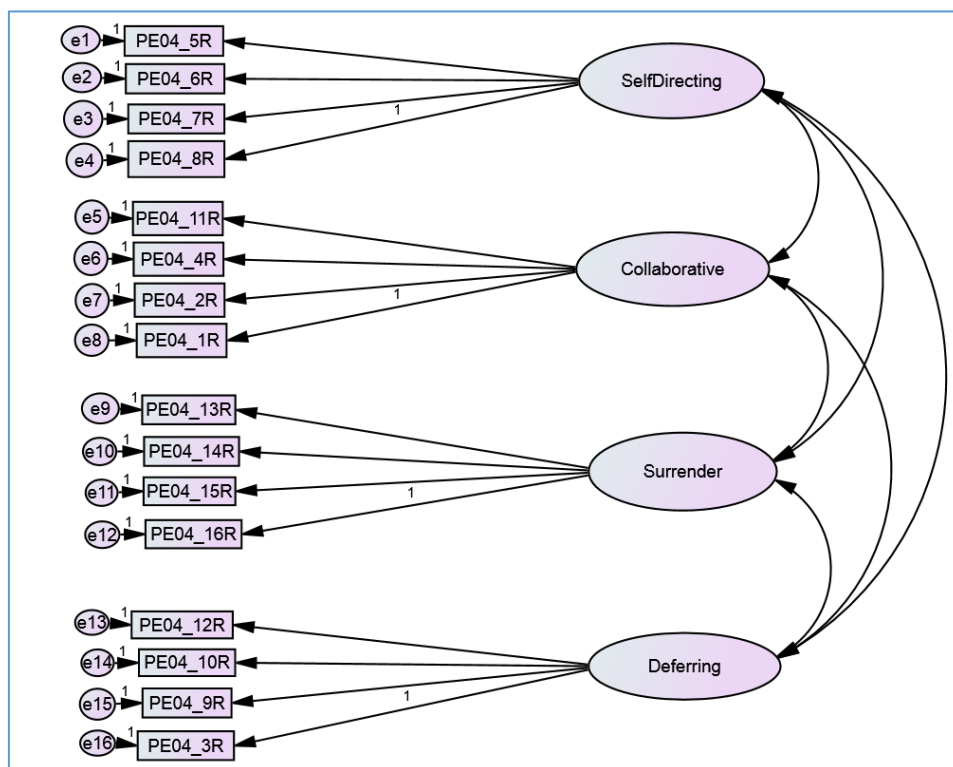 e1 1 PE04_5R
e2 1 PE04_6R
SelfDirecting
e3 1 PE04_7R
1
e4 1 PE04_8R
e5 1 PE04_11R
e6 1 PE04_4R
Collaborative
e7 1 PE04_2R
1
e8 1 PE04_1R
e9 1 PE04_13R
e10 1 PE04_14R
Surrender
e11 1 PE04_15R
1
e12 1 PE04_16R
e13 1 PE04_12R
e14 1 PE04_10R
Deferring
e15 1 PE04_9R
1
e16 1 PE04_3R